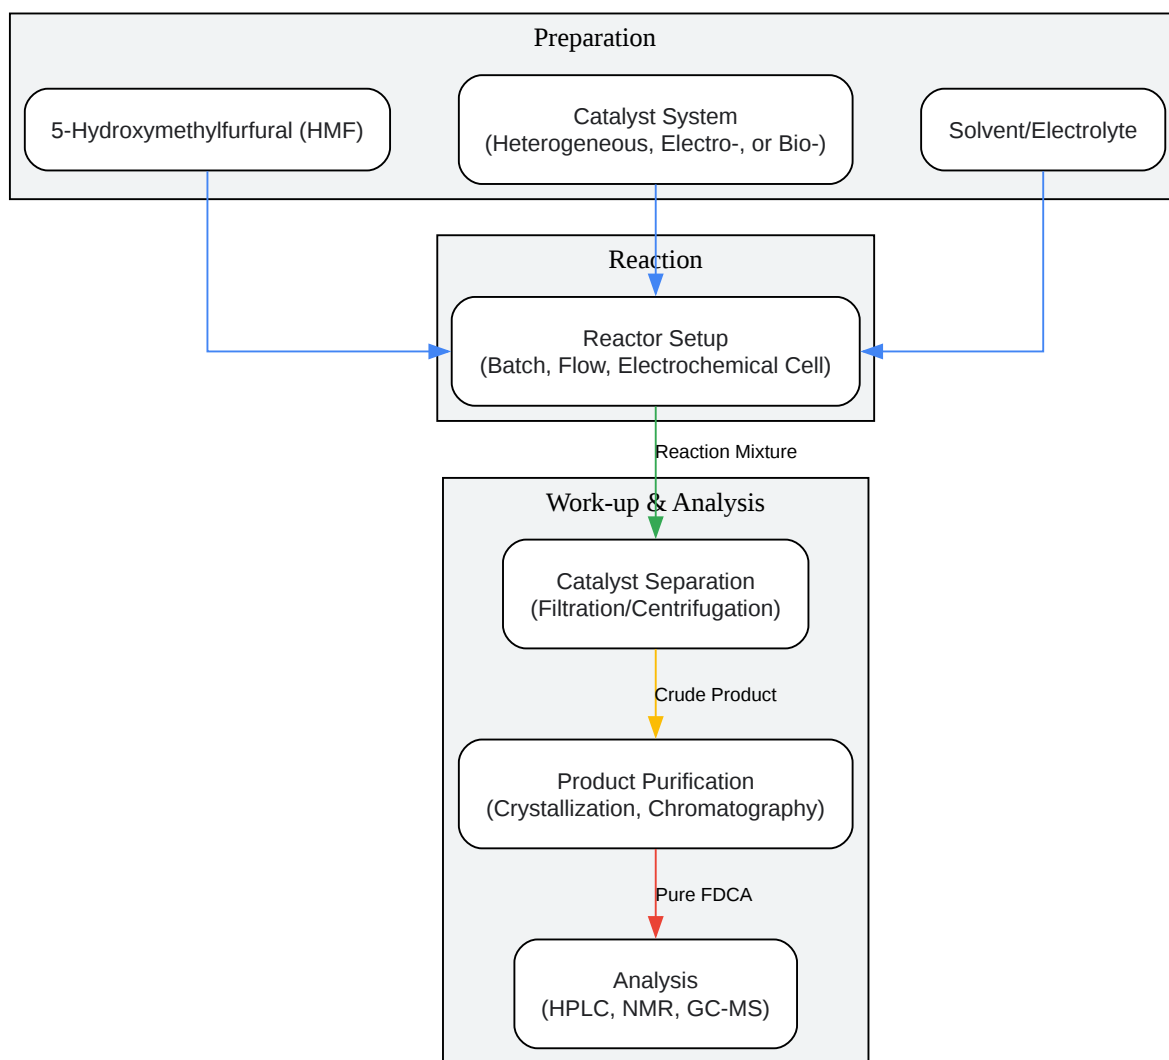 Preparation
5-Hydroxymethylfurfural (HMF)
Catalyst System
(Heterogeneous, Electro-, or Bio-)
Solvent/Electrolyte
Reaction
Reactor Setup
(Batch, Flow, Electrochemical Cell)
Reaction Mixture
Work-up & Analysis
Catalyst Separation
(Filtration/Centrifugation)
Crude Product
Product Purification
(Crystallization, Chromatography)
Pure FDCA
Analysis
(HPLC, NMR, GC-MS)